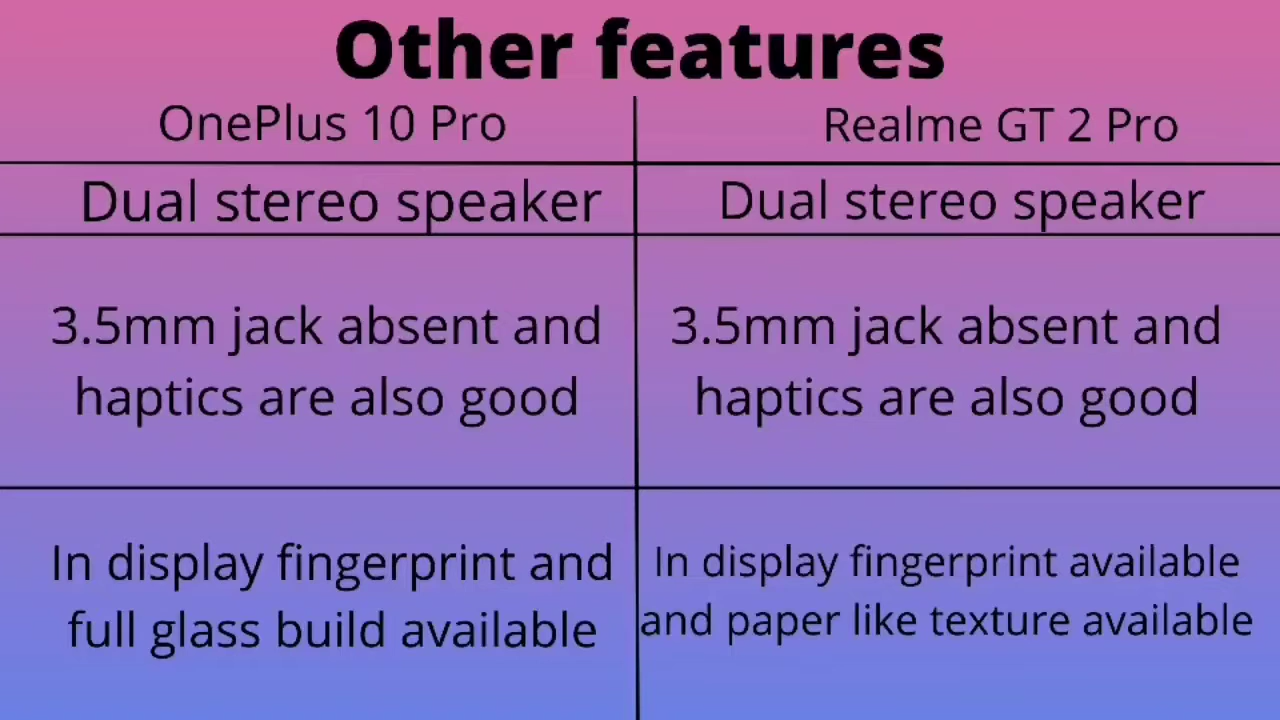 Other features
OnePlus 10 Pro
Realme GT 2 Pro
Dual stereo speaker
Dual stereo speaker
3.5mm jack absent and
haptics are also good
3.5mm jack absent and
haptics are also good
In display fingerprint and
full glass build available
In display fingerprint available
and paper like texture available